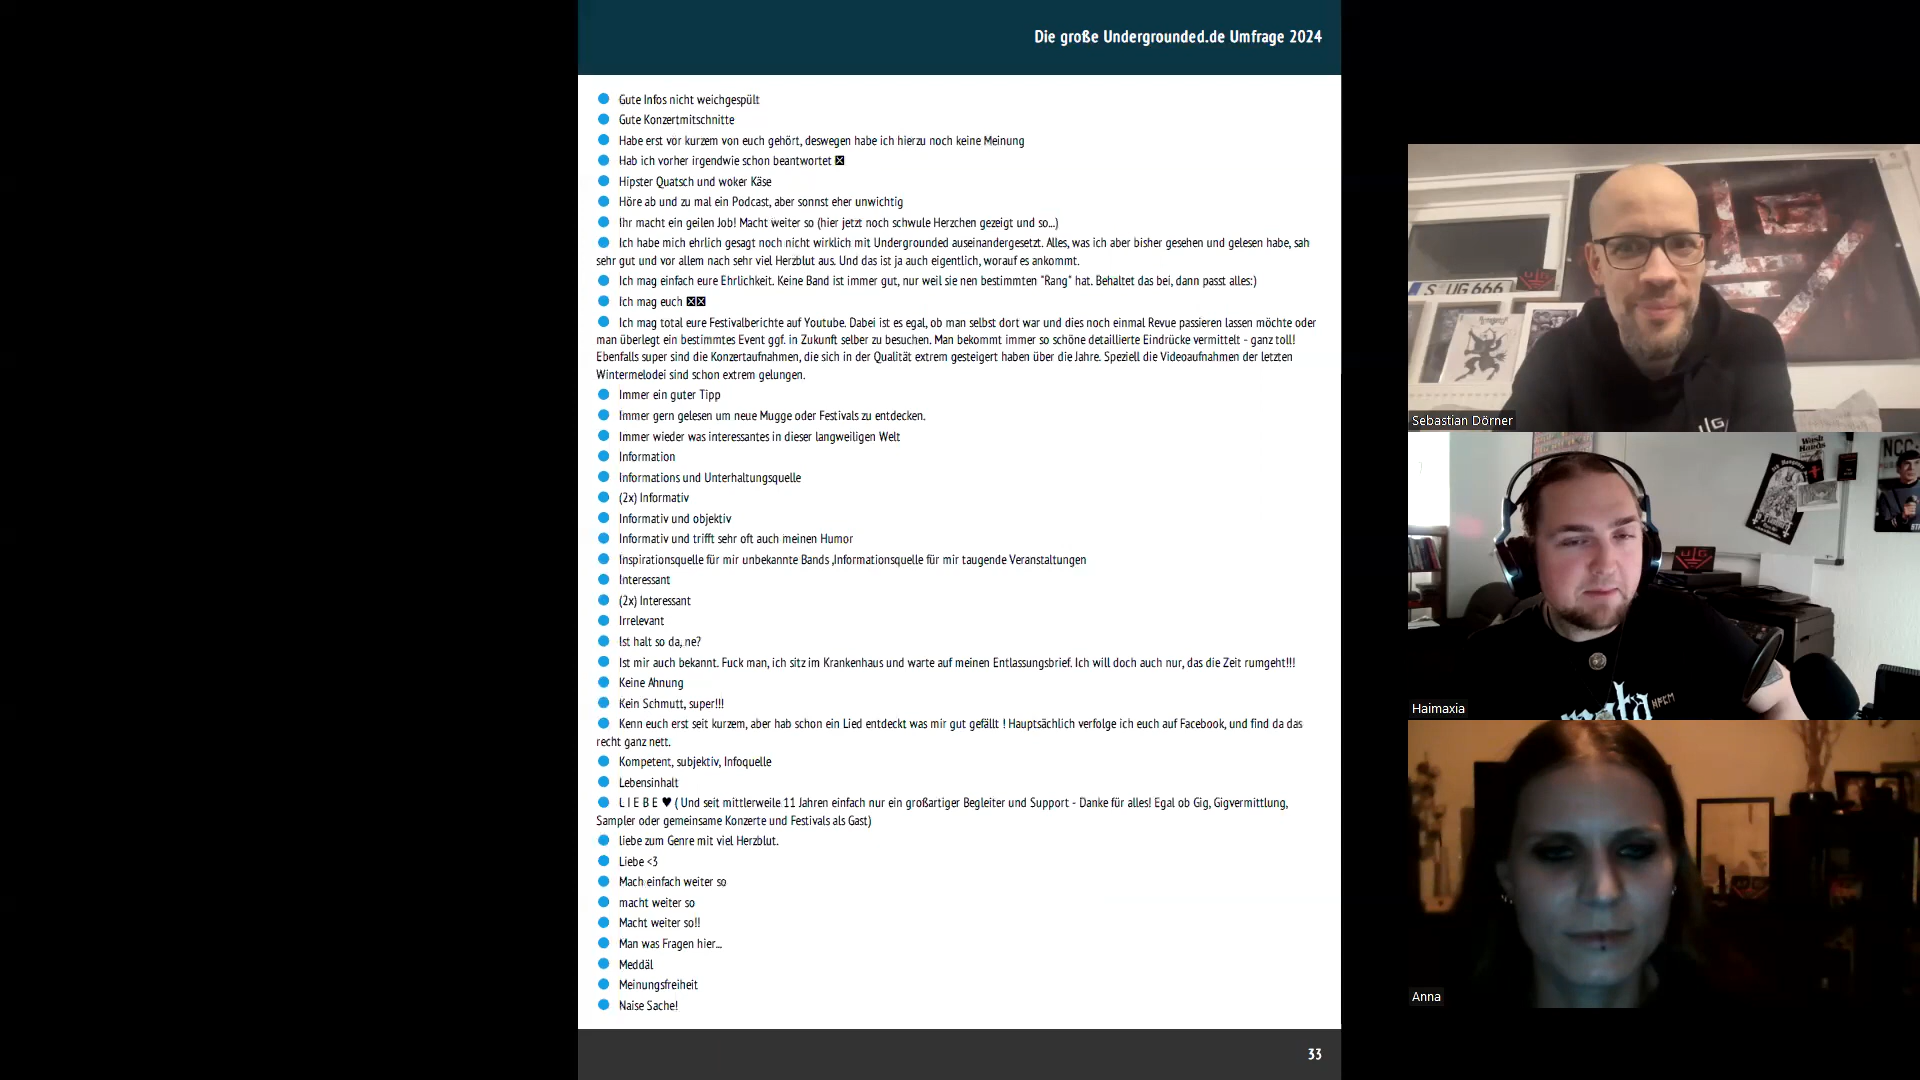 Die große Undergrounded.de Umfrage 2024
Gute Infos nicht weichgespült
Gute Konzertmitschnitte
Habe erst vor kurzem von euch gehört, deswegen habe ich hierzu noch keine Meinung
Hab ich vorher irgendwie schon beantwortet
Hipster Quatsch und woker Käse
Höre ab und zu mal ein Podcast, aber sonnst eher unwichtig
Ihr macht ein geilen Job! Macht weiter so (hier jetzt noch schwule Herzchen gezeigt und so...)
Ich habe mich ehrlich gesagt noch nicht wirklich mit Undergrounded auseinandergesetzt. Alles, was ich aber bisher gesehen und gelesen habe, sah
sehr gut und vor allem nach sehr viel Herzblut aus. Und das ist ja auch eigentlich, worauf es ankommt.
Ich mag einfach eure Ehrlichkeit. Keine Band ist immer gut, nur weil sie nen bestimmten "Rang" hat. Behaltet das bei, dann passt alles:)
Ich mag euch
Ich mag total eure Festivalberichte auf Youtube. Dabei ist es egal, ob man selbst dort war und dies noch einmal Revue passieren lassen möchte oder
man überlegt ein bestimmtes Event ggf. in Zukunft selber zu besuchen. Man bekommt immer so schöne detaillierte Eindrücke vermittelt - ganz toll!
Ebenfalls super sind die Konzertaufnahmen, die sich in der Qualität extrem gesteigert haben über die Jahre. Speziell die Videoaufnahmen der letzten
Wintermelodei sind schon extrem gelungen.
Immer ein guter Tipp
Immer gern gelesen um neue Mugge oder Festivals zu entdecken.
Immer wieder was interessantes in dieser langweiligen Welt
Information
Informations und Unterhaltungsquelle
(2x) Informativ
Informativ und objektiv
Informativ und trifft sehr oft auch meinen Humor
Inspirationsquelle für mir unbekannte Bands ,Informationsquelle für mir taugende Veranstaltungen
Interessant
(2x) Interessant
Irrelevant
Ist halt so da, ne?
Ist mir auch bekannt. Fuck man, ich sitz im Krankenhaus und warte auf meinen Entlassungsbrief. Ich will doch auch nur, das die Zeit rumgeht!!!
Keine Ahnung
Kein Schmutt, super!!!
Kenn euch erst seit kurzem, aber hab schon ein Lied entdeckt was mir gut gefällt ! Hauptsächlich verfolge ich euch auf Facebook, und find da das
recht ganz nett.
Kompetent, subjektiv, Infoquelle
Lebensinhalt
L I E B E ♥ ( Und seit mittlerweile 11 Jahren einfach nur ein großartiger Begleiter und Support - Danke für alles! Egal ob Gig, Gigvermittlung,
Sampler oder gemeinsame Konzerte und Festivals als Gast)
liebe zum Genre mit viel Herzblut.
Liebe <3
Mach einfach weiter so
macht weiter so
Macht weiter so!!
Man was Fragen hier...
Meddäl
Meinungsfreiheit
Naise Sache!
33
S UG 666
UG
Sebastian Dörner
Wash
Hands
NCC-
UG
Haimaxia
Anna